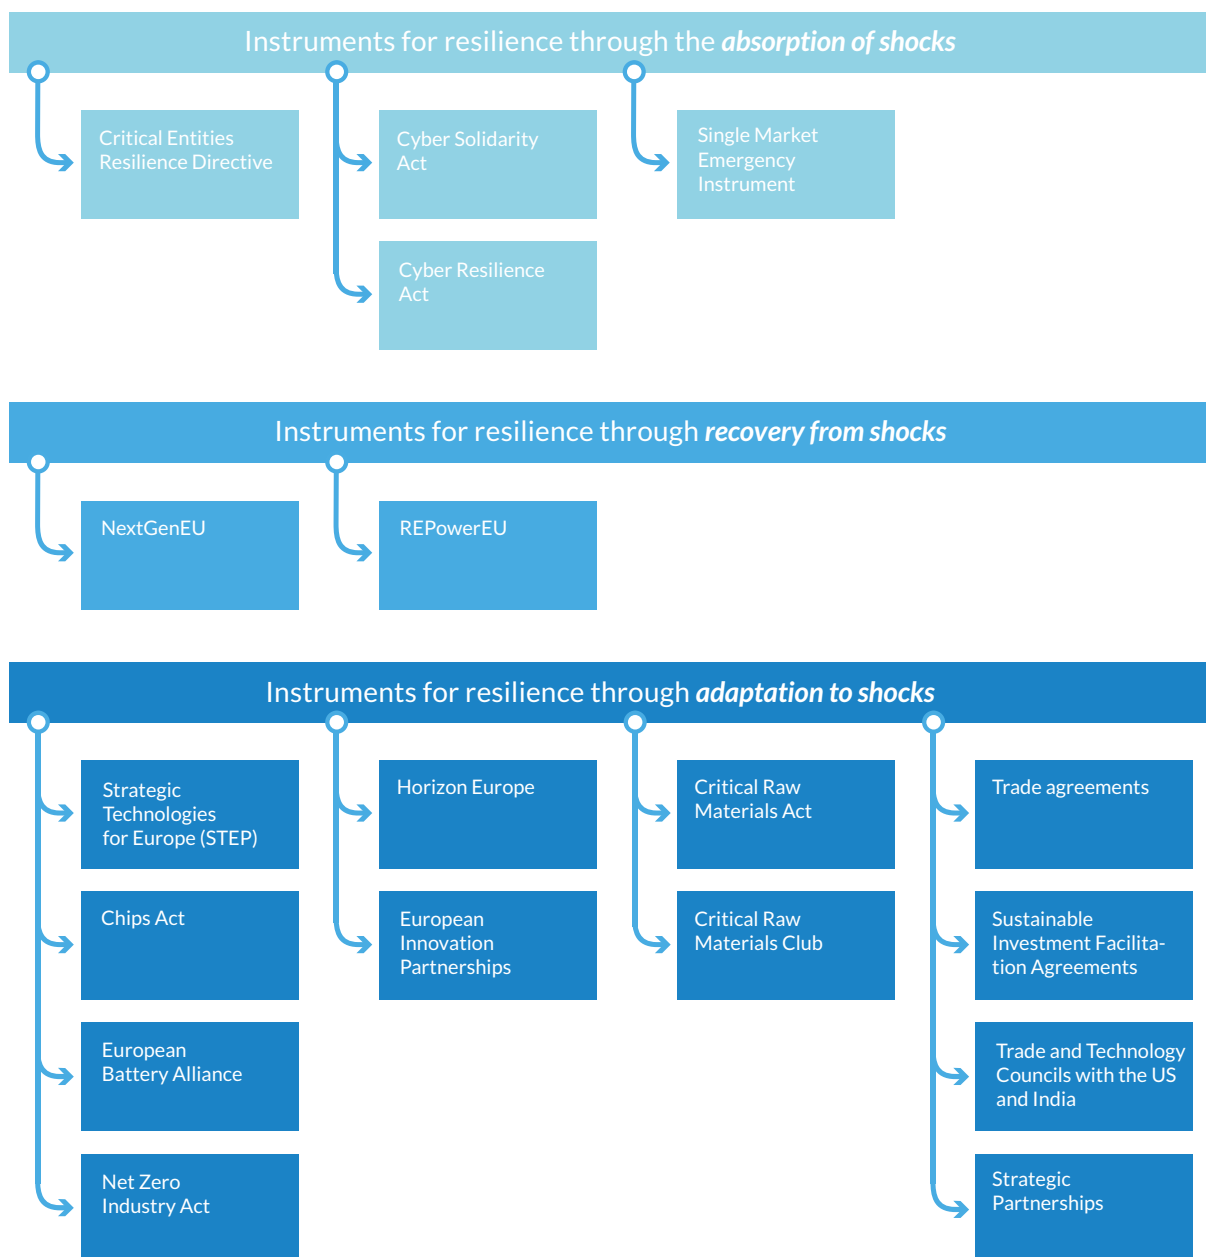 Instruments for resilience through the absorption of shocks
Critical Entities
Resilience Directive
Cyber Solidarity
Act
Single Market
Emergency
Instrument
Cyber Resilience
Act
Instruments for resilience through recovery from shocks
NextGenEU
REPowerEU
Instruments for resilience through adaptation to shocks
Strategic
Technologies
for Europe (STEP)
Horizon Europe
Critical Raw
Materials Act
Trade agreements
Chips Act
European
Innovation
Partnerships
Critical Raw
Materials Club
Sustainable
Investment Facilita-
tion Agreements
European
Battery Alliance
Trade and Technology
Councils with the US
and India
Net Zero
Industry Act
Strategic
Partnerships